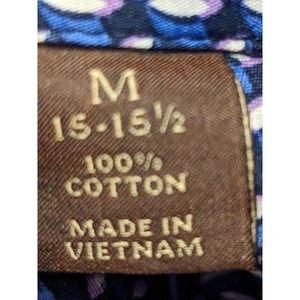 M
15-15½
100%
COTTON
MADE IN
VIETNAM